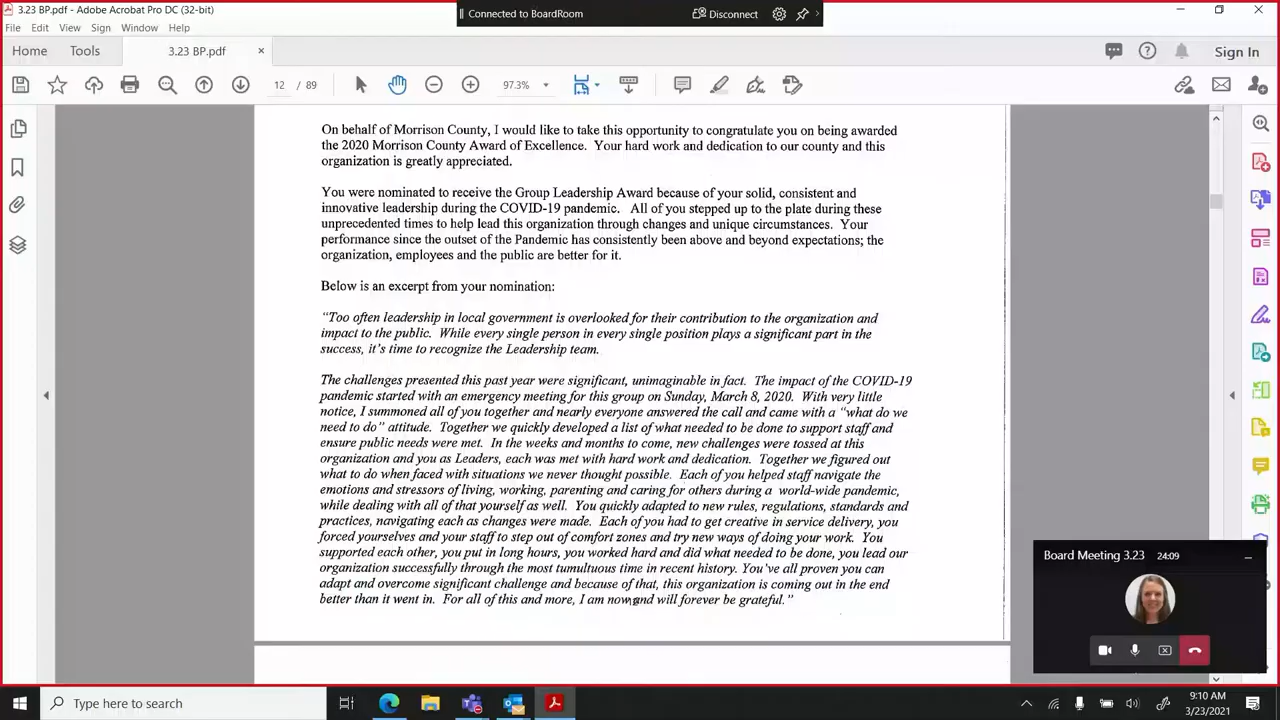 3.23 BP.pdf - Adobe Acrobat Pro DC (32-bit)
Connected to BoardRoom
Disconnect
File Edit View Sign Window Help
Home Tools 3.23 BP.pdf × Sign In
12 / 89 97.3%
On behalf of Morrison County, I would like to take this opportunity to congratulate you on being awarded
the 2020 Morrison County Award of Excellence. Your hard work and dedication to our county and this
organization is greatly appreciated.
You were nominated to receive the Group Leadership Award because of your solid, consistent and
innovative leadership during the COVID-19 pandemic. All of you stepped up to the plate during these
unprecedented times to help lead this organization through changes and unique circumstances. Your
performance since the outset of the Pandemic has consistently been above and beyond expectations; the
organization, employees and the public are better for it.
Below is an excerpt from your nomination:
"Too often leadership in local government is overlooked for their contribution to the organization and
impact to the public. While every single person in every single position plays a significant part in the
success, it's time to recognize the Leadership team.
The challenges presented this past year were significant, unimaginable in fact. The impact of the COVID-19
pandemic started with an emergency meeting for this group on Sunday, March 8, 2020. With very little
notice, I summoned all of you together and nearly everyone answered the call and came with a "what do we
need to do" attitude. Together we quickly developed a list of what needed to be done to support staff and
ensure public needs were met. In the weeks and months to come, new challenges were tossed at this
organization and you as Leaders, each was met with hard work and dedication. Together we figured out
what to do when faced with situations we never thought possible. Each of you helped staff navigate the
emotions and stressors of living, working, parenting and caring for others during a world-wide pandemic,
while dealing with all of that yourself as well. You quickly adapted to new rules, regulations, standards and
practices, navigating each as changes were made. Each of you had to get creative in service delivery, you
forced yourselves and your staff to step out of comfort zones and try new ways of doing your work. You
supported each other, you put in long hours, you worked hard and did what needed to be done, you lead our
organization successfully through the most tumultuous time in recent history. You've all proven you can
adapt and overcome significant challenge and because of that, this organization is coming out in the end
better than it went in. For all of this and more, I am now and will forever be grateful."
Board Meeting 3.23 24:09
Type here to search
9:10 AM
3/23/2021